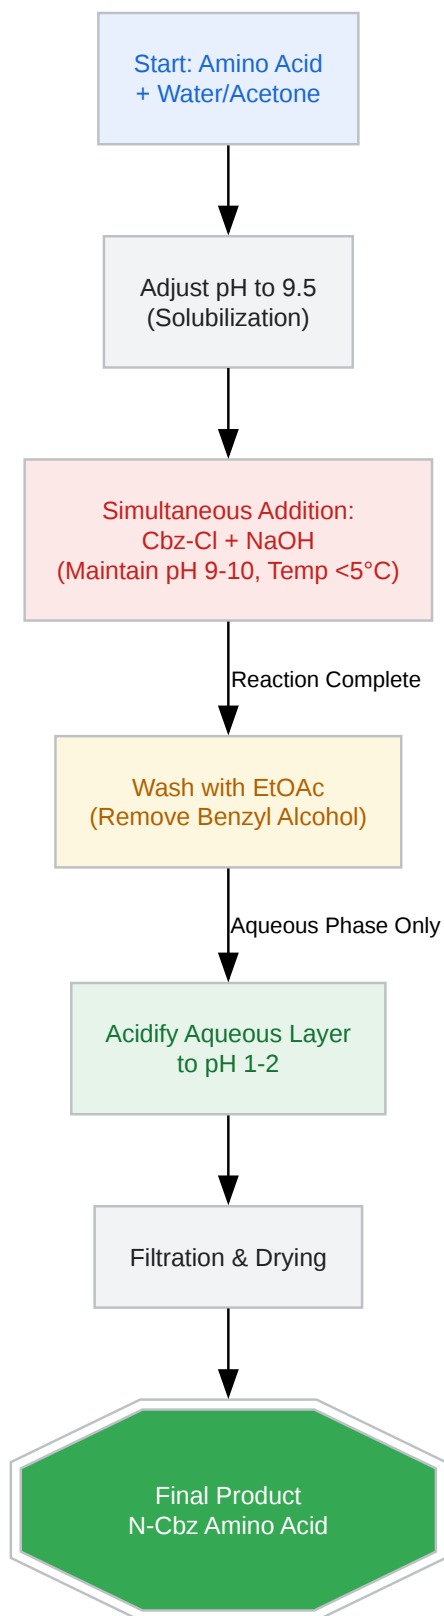 Start: Amino Acid
+ Water/Acetone
Adjust pH to 9.5
(Solubilization)
Simultaneous Addition:
Cbz-Cl + NaOH
(Maintain pH 9-10, Temp <5°C)
Reaction Complete
Wash with EtOAc
(Remove Benzyl Alcohol)
Aqueous Phase Only
Acidify Aqueous Layer
to pH 1-2
Filtration & Drying
Final Product
N-Cbz Amino Acid